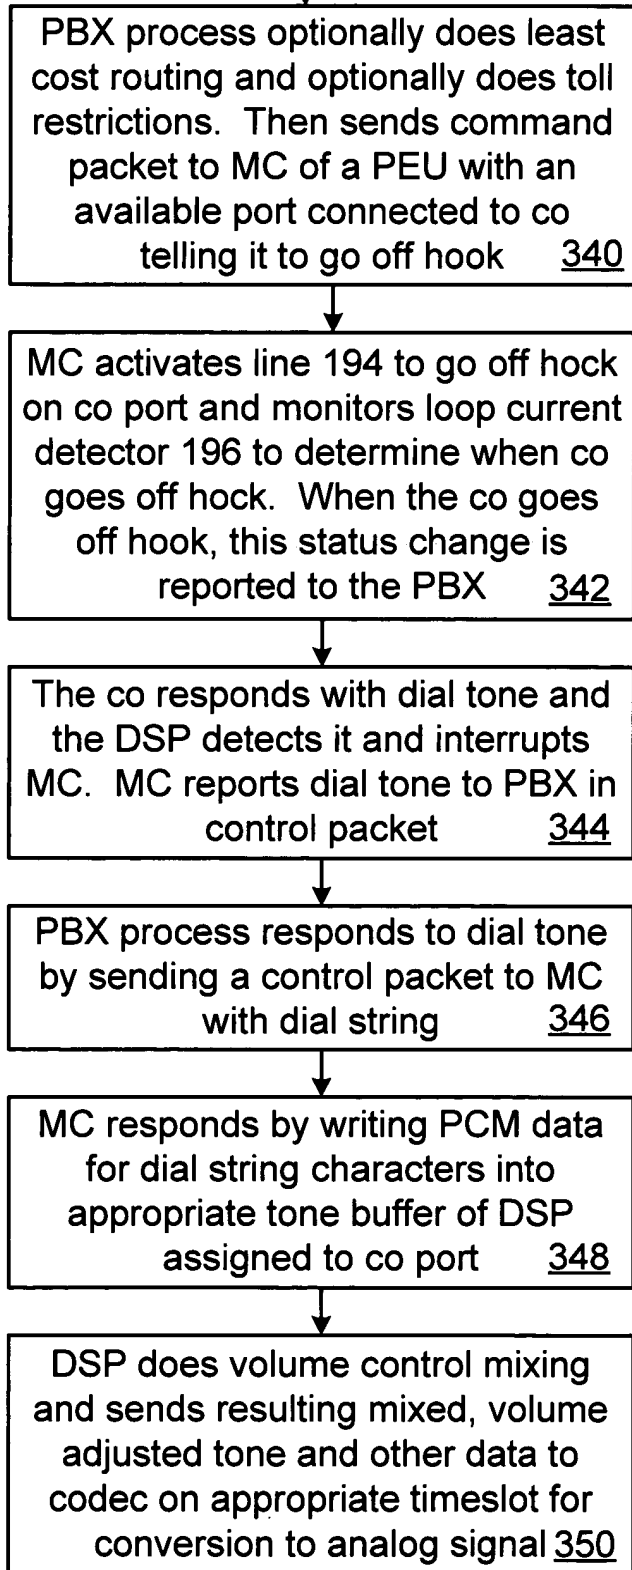 PBX process optionally does least
cost routing and optionally does toll
restrictions. Then sends command
packet to MC of a PEU with an
available port connected to co
telling it to go off hook 340
MC activates line 194 to go off hock
on co port and monitors loop current
detector 196 to determine when co
goes off hock. When the co goes
off hook, this status change is
reported to the PBX 342
The co responds with dial tone and
the DSP detects it and interrupts
MC. MC reports dial tone to PBX in
control packet 344
PBX process responds to dial tone
by sending a control packet to MC
with dial string 346
MC responds by writing PCM data
for dial string characters into
appropriate tone buffer of DSP
assigned to co port 348
DSP does volume control mixing
and sends resulting mixed, volume
adjusted tone and other data to
codec on appropriate timeslot for
conversion to analog signal 350